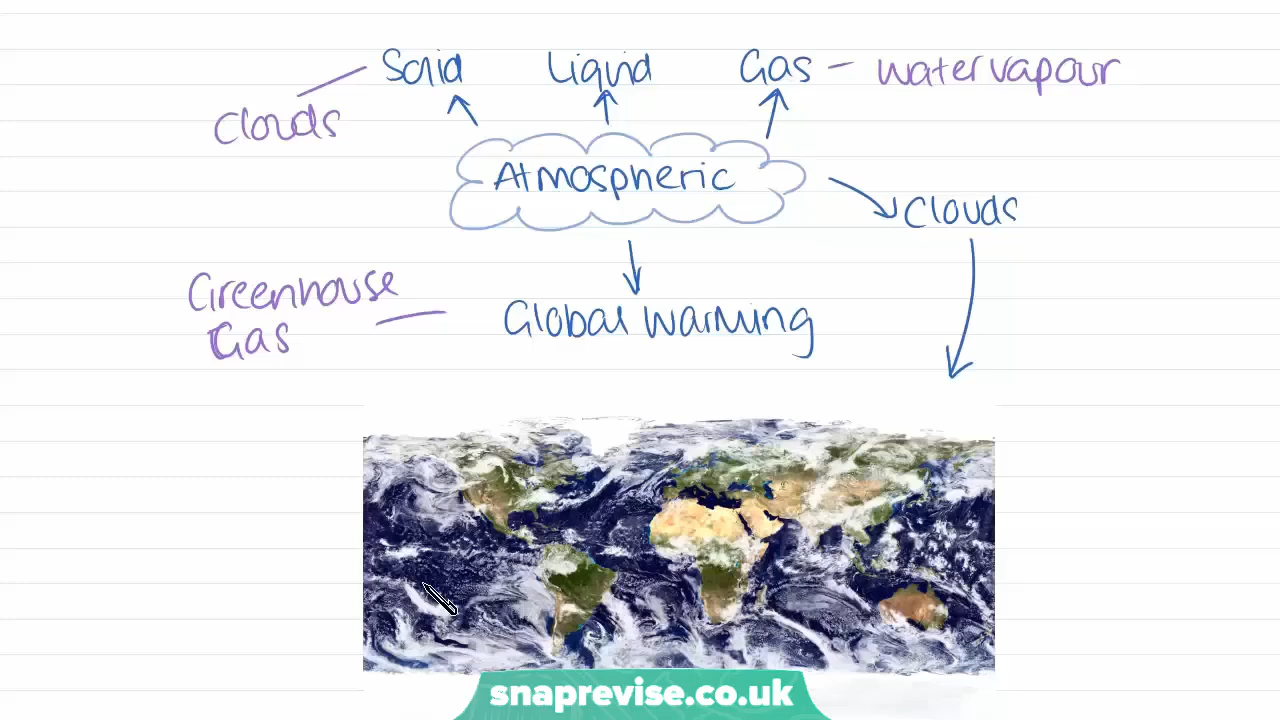 Solid Liquid Gas - Water vapour
Clouds
Atmospheric
Clouds
Greenhouse
Gas
Global Warming
snaprevise.co.uk